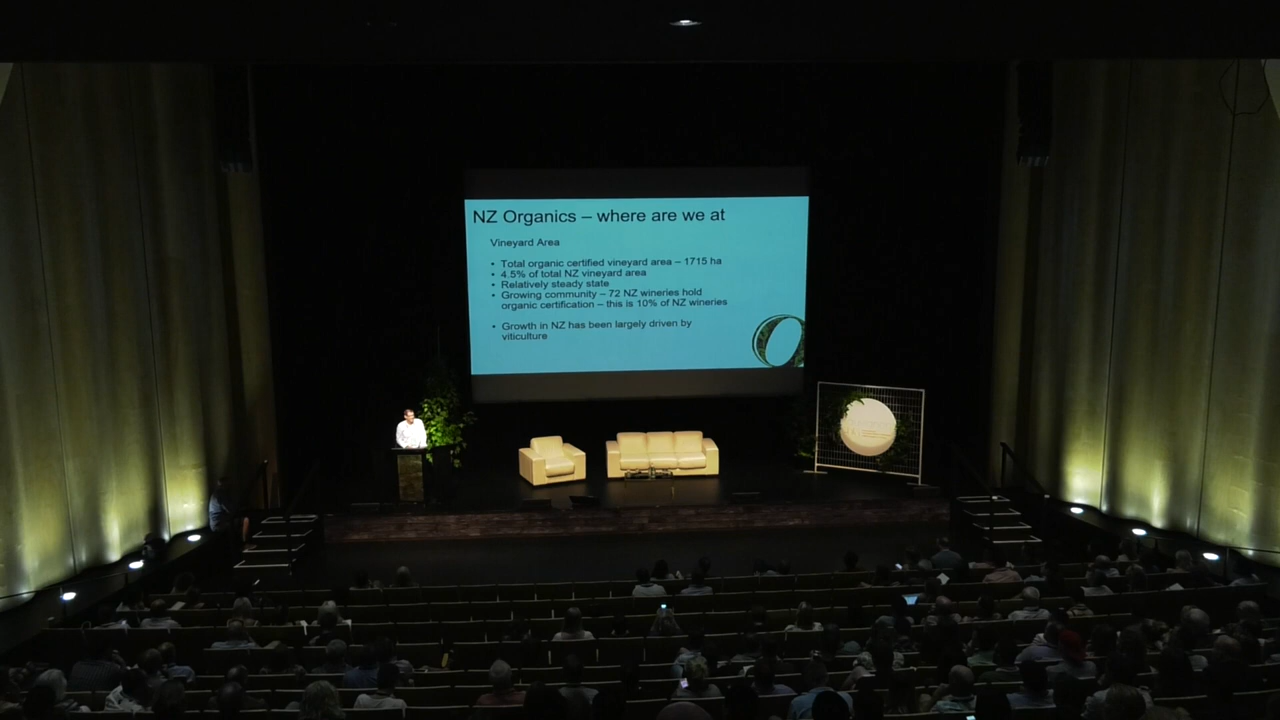 NZ Organics – where are we at
Vineyard Area
• Total organic certified vineyard area – 1715 ha
• 4.5% of total NZ vineyard area
• Relatively steady state
• Growing community – 72 NZ wineries hold
organic certification – this is 10% of NZ wineries
• Growth in NZ has been largely driven by
viticulture